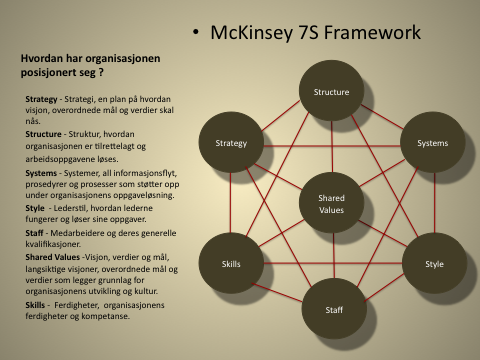 • McKinsey 7S Framework
Hvordan har organisasjonen
posisjonert seg ?
Strategy - Strategi, en plan på hvordan
visjon, overordnede mål og verdier skal
nås.
Structure - Struktur, hvordan
organisasjonen er tilrettelagt og
arbeidsoppgavene løses.
Systems - Systemer, all informasjonsflyt,
prosedyrer og prosesser som støtter opp
under organisasjonens oppgaveløsning.
Style - Lederstil, hvordan lederne
fungerer og løser sine oppgaver.
Staff - Medarbeidere og deres generelle
kvalifikasjoner.
Shared Values -Visjon, verdier og mål,
langsiktige visjoner, overordnede mål og
verdier som legger grunnlag for
organisasjonens utvikling og kultur.
Skills - Ferdigheter, organisasjonens
ferdigheter og kompetanse.
Structure
Strategy
Systems
Shared
Values
Skills
Style
Staff